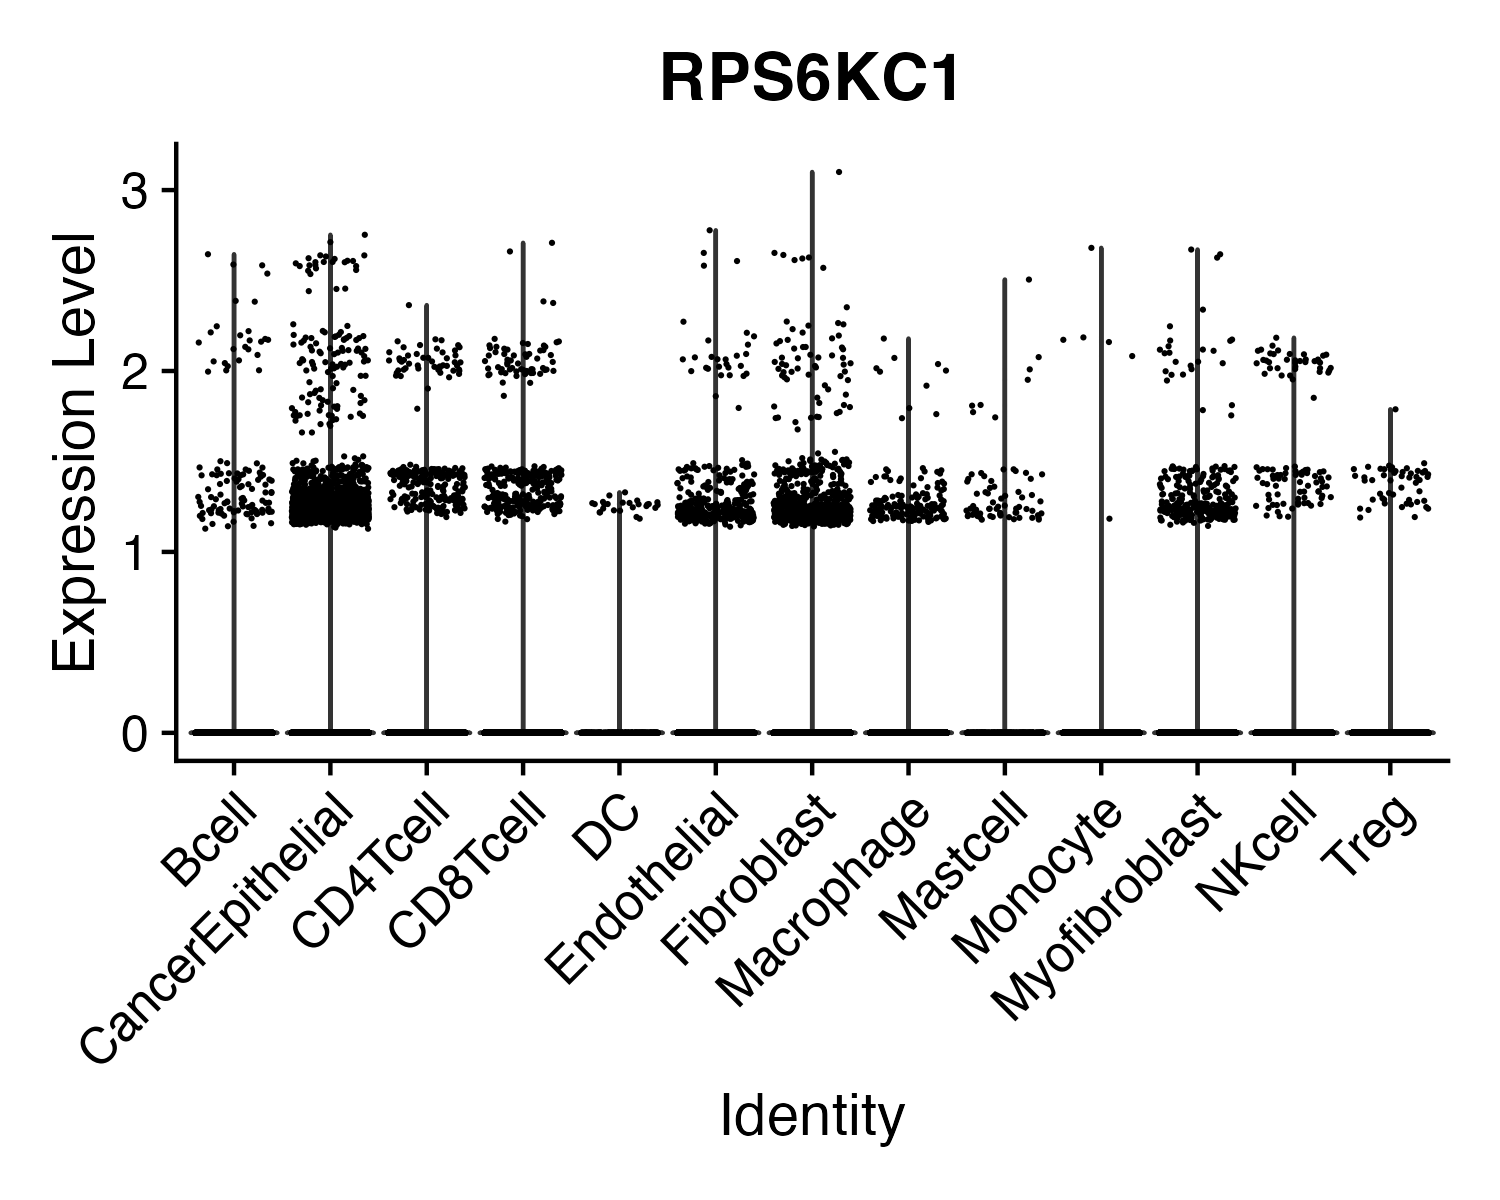 RPS6KC1
Expression Level
3
2
1
0
Bcell
CancerEpithelial
CD4Tcell
CD8Tcell
DC
Endothelial
Fibroblast
Macrophage
Mastcell
Monocyte
Myofibroblast
NKcell
Treg
Identity